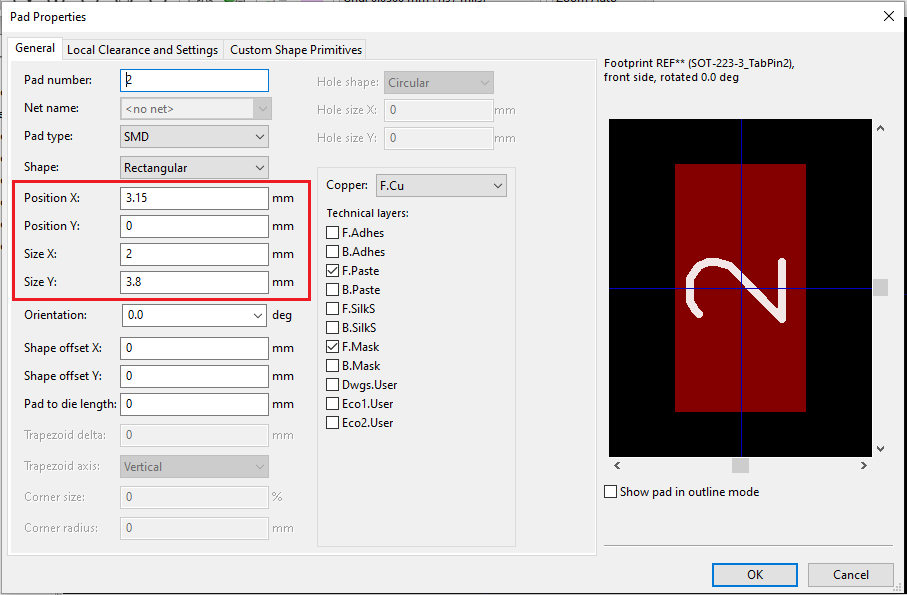 Pad Properties
General
Local Clearance and Settings
Custom Shape Primitives
Pad number:
2
Net name:
<no net>
Pad type:
SMD
Shape:
Rectangular
Position X:
3.15
mm
Position Y:
0
mm
Size X:
2
mm
Size Y:
3.8
mm
Orientation:
0.0
deg
Shape offset X:
0
mm
Shape offset Y:
0
mm
Pad to die length:
0
mm
Trapezoid delta:
0
mm
Trapezoid axis:
Vertical
Corner size:
0
%
Corner radius:
0
mm
Hole shape:
Circular
Hole size X:
0
mm
Hole size Y:
0
mm
Copper:
F.Cu
Technical layers:
F.Adhes
B.Adhes
F.Paste
B.Paste
F.SilkS
B.SilkS
F.Mask
B.Mask
Dwgs.User
Eco1.User
Eco2.User
Footprint REF** (SOT-223-3_TabPin2),
front side, rotated 0.0 deg
2
Show pad in outline mode
OK
Cancel